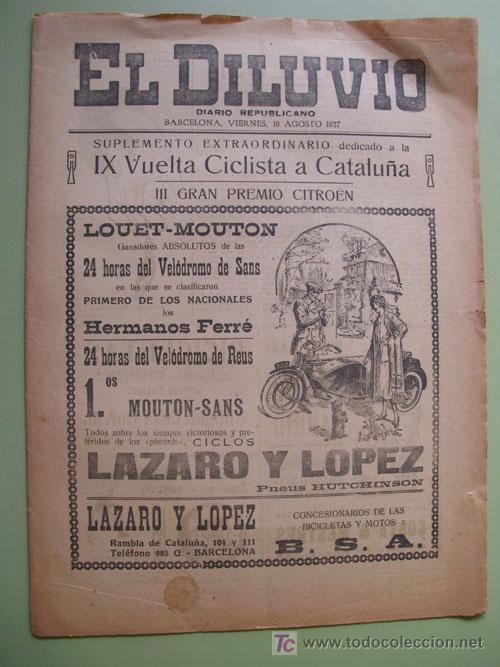 EL DILUVIO
DIARIO REPUBLICANO
BARCELONA, VIERNES, 19 AGOSTO 1927
SUPLEMENTO EXTRAORDINARIO dedicado a la
IX Vuelta Ciclista a Cataluña
III GRAN PREMIO CITROËN
LOUET-MOUTON
Ganadores ABSOLUTOS de las
24 horas del Velódromo de Sans
en las que se clasificaron
PRIMERO DE LOS NACIONALES
los
Hermanos Ferré
24 horas del Velódromo de Reus
1.os MOUTON-SANS
Todos sobre los siempre victoriosos y pre-
feridos de los «pistards», CICLOS
LAZARO Y LOPEZ
Pneus HUTCHINSON
LAZARO Y LOPEZ
Rambla de Cataluña, 104 y 111
Teléfono 985 G. - BARCELONA
CONCESIONARIOS DE LAS
: BICICLETAS Y MOTOS :
B. S. A.
TC www.todocoleccion.net